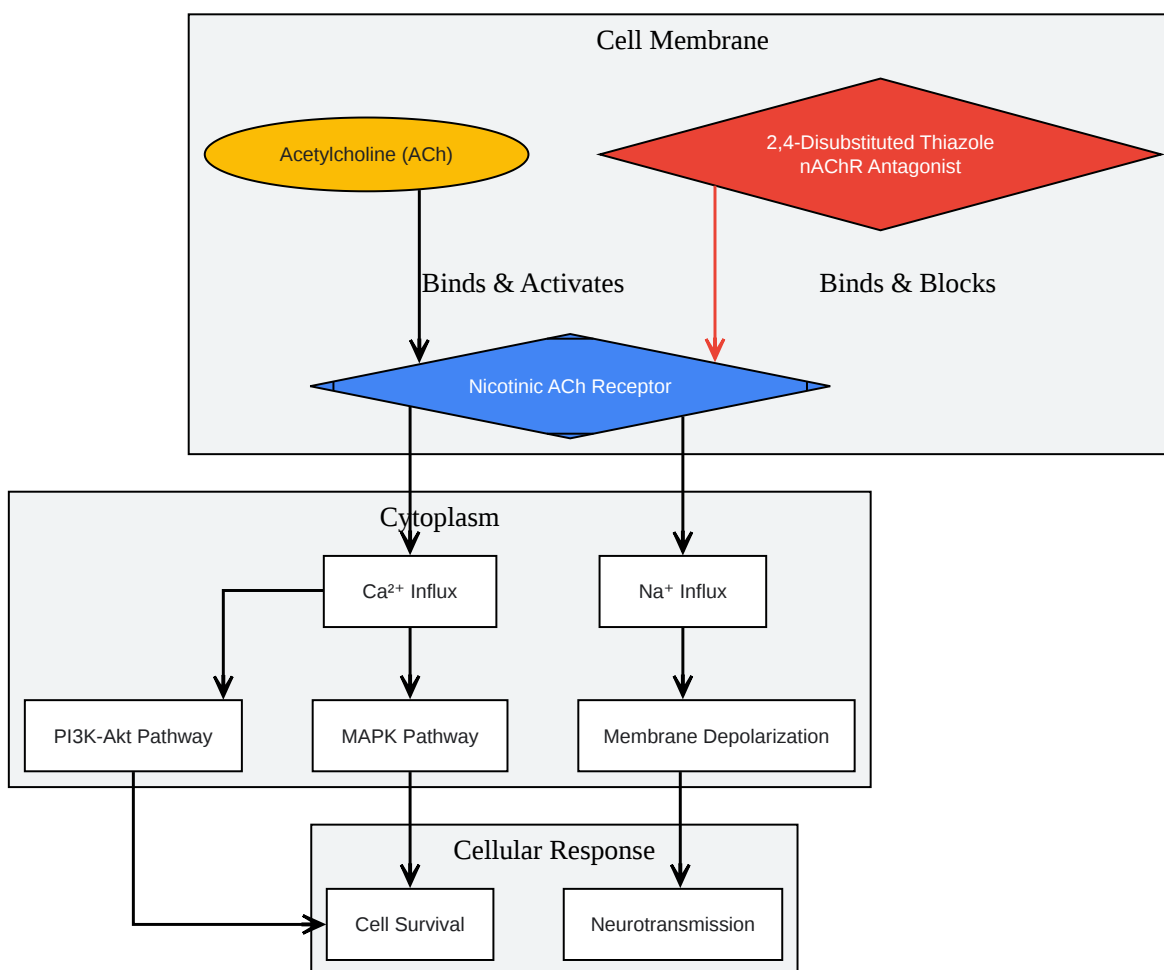 Cell Membrane
Acetylcholine (ACh)
2,4-Disubstituted Thiazole
nAChR Antagonist
Binds & Activates
Binds & Blocks
Nicotinic ACh Receptor
Cytoplasm
Ca²⁺ Influx
Na⁺ Influx
PI3K-Akt Pathway
MAPK Pathway
Membrane Depolarization
Cellular Response
Cell Survival
Neurotransmission